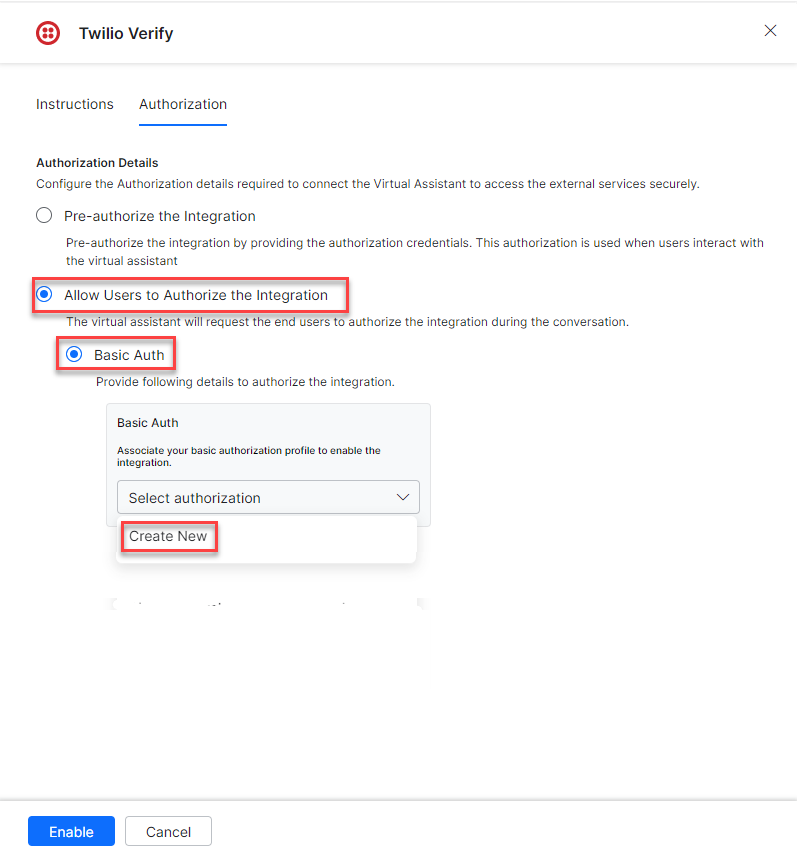 Twilio Verify
Instructions
Authorization
Authorization Details
Configure the Authorization details required to connect the Virtual Assistant to access the external services securely.
Pre-authorize the Integration
Pre-authorize the integration by providing the authorization credentials. This authorization is used when users interact with
the virtual assistant
Allow Users to Authorize the Integration
The virtual assistant will request the end users to authorize the integration during the conversation.
Basic Auth
Provide following details to authorize the integration.
Basic Auth
Associate your basic authorization profile to enable the
integration.
Select authorization
Create New
Enable
Cancel